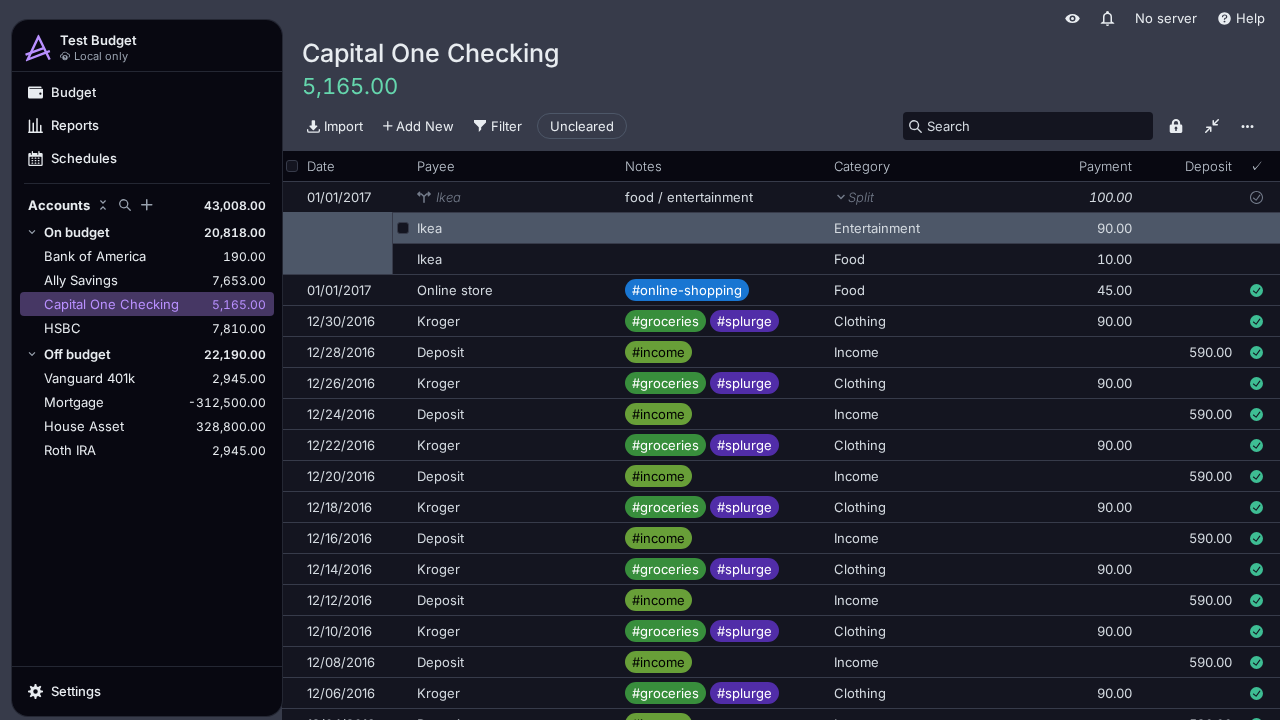 Test Budget
Local only
Budget
Reports
Schedules
Accounts 43,008.00
On budget 20,818.00
Bank of America 190.00
Ally Savings 7,653.00
Capital One Checking 5,165.00
HSBC 7,810.00
Off budget 22,190.00
Vanguard 401k 2,945.00
Mortgage -312,500.00
House Asset 328,800.00
Roth IRA 2,945.00
Settings
No server Help
Capital One Checking
5,165.00
Import Add New Filter Uncleared Search
Date Payee Notes Category Payment Deposit
01/01/2017 Ikea food / entertainment Split 100.00
Ikea Entertainment 90.00
Ikea Food 10.00
01/01/2017 Online store #online-shopping Food 45.00
12/30/2016 Kroger #groceries #splurge Clothing 90.00
12/28/2016 Deposit #income Income 590.00
12/26/2016 Kroger #groceries #splurge Clothing 90.00
12/24/2016 Deposit #income Income 590.00
12/22/2016 Kroger #groceries #splurge Clothing 90.00
12/20/2016 Deposit #income Income 590.00
12/18/2016 Kroger #groceries #splurge Clothing 90.00
12/16/2016 Deposit #income Income 590.00
12/14/2016 Kroger #groceries #splurge Clothing 90.00
12/12/2016 Deposit #income Income 590.00
12/10/2016 Kroger #groceries #splurge Clothing 90.00
12/08/2016 Deposit #income Income 590.00
12/06/2016 Kroger #groceries #splurge Clothing 90.00